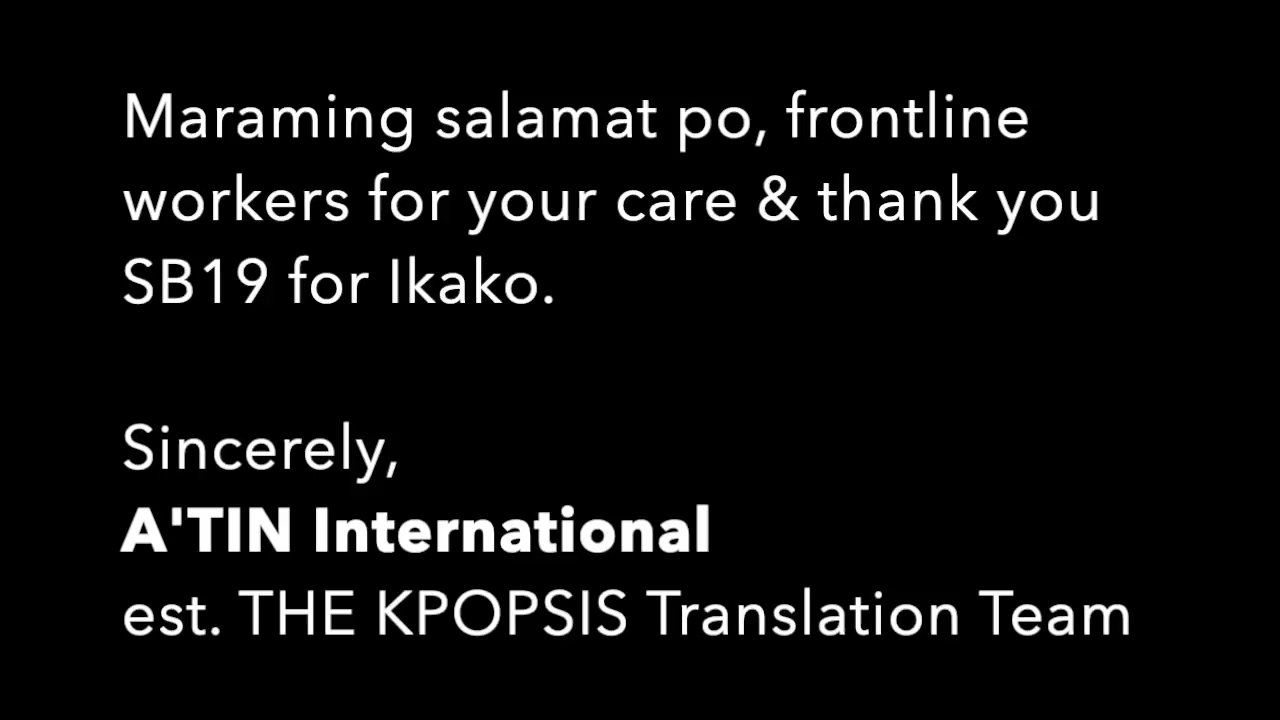 Maraming salamat po, frontline
workers for your care & thank you
SB19 for Ikako.
Sincerely,
A'TIN International
est. THE KPOPSIS Translation Team